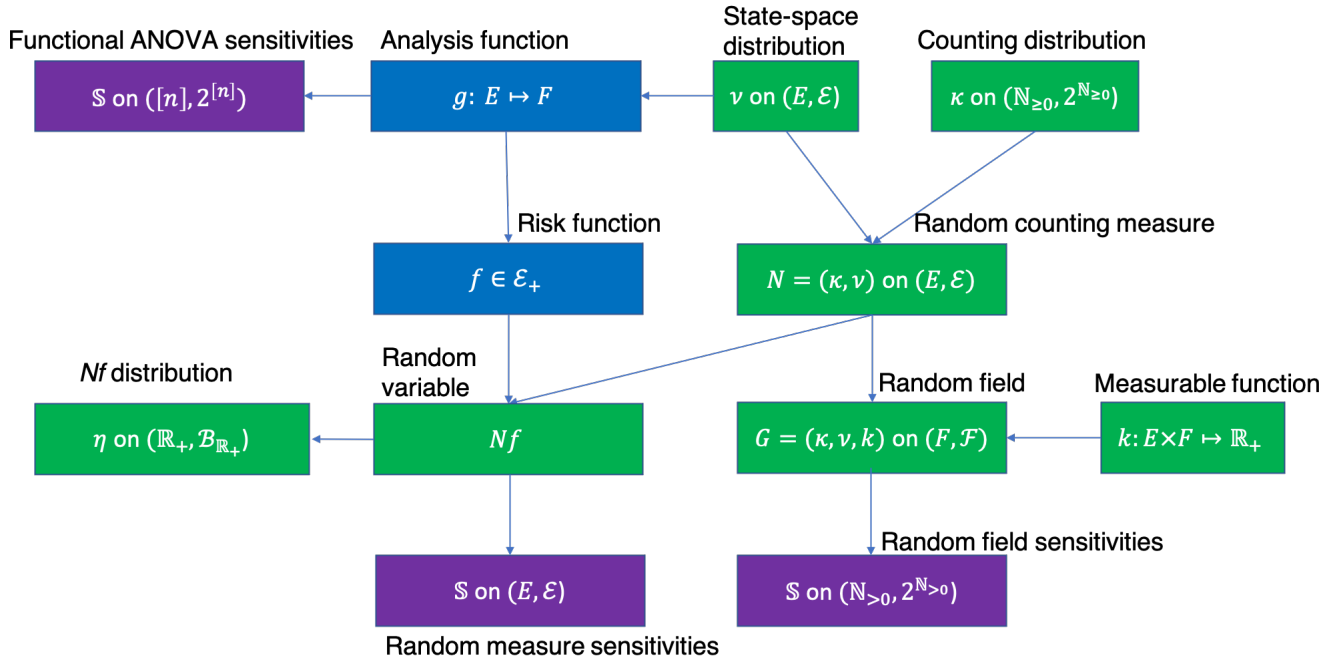 State-space
distribution
Functional ANOVA sensitivities
Analysis function
Counting distribution
𝕊 on ([n], 2^[n])
g: E ↦ F
ν on (E, ℰ)
κ on (ℕ≥0, 2^ℕ≥0)
Risk function
Random counting measure
f ∈ ℰ₊
N = (κ, ν) on (E, ℰ)
Nf distribution
Random
variable
Random field
Measurable function
η on (ℝ₊, ℬ_ℝ₊)
Nf
G = (κ, ν, k) on (F, ℱ)
k: E×F ↦ ℝ₊
Random field sensitivities
𝕊 on (E, ℰ)
𝕊 on (ℕ>0, 2^ℕ>0)
Random measure sensitivities